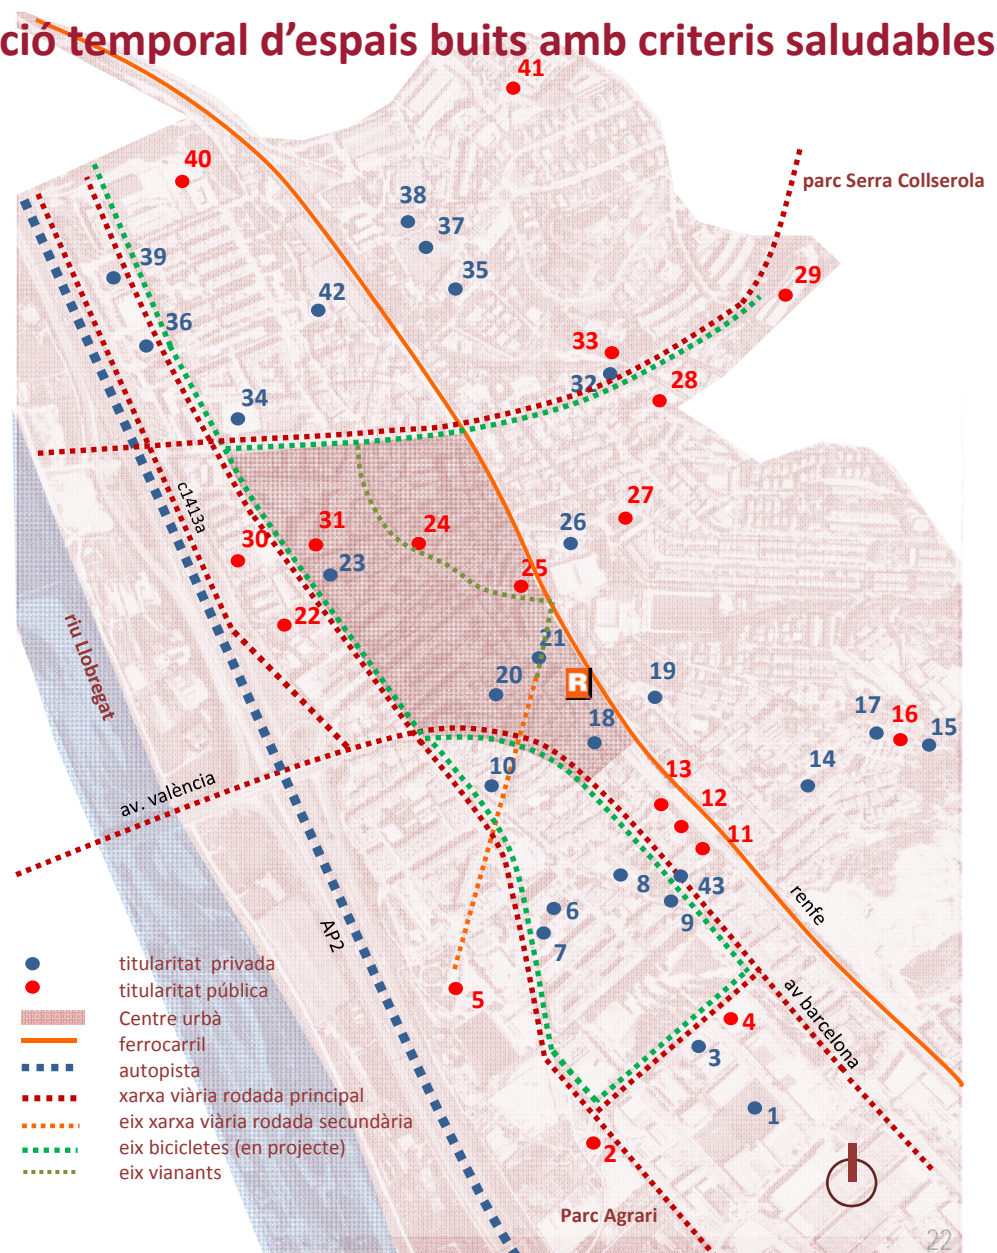 ció temporal d'espais buits amb criteris saludables
41
40
parc Serra Collserola
38
37
39
35
29
42
36
33
32
28
34
c1413a
27
31
24
26
30
25
23
22
riu Llobregat
21
20
19
R
18
17
16
15
14
10
13
av. valència
12
11
8
43
renfe
6
9
7
AP2
titularitat privada
titularitat pública
5
av barcelona
Centre urbà
4
ferrocarril
3
autopista
xarxa viària rodada principal
1
eix xarxa viària rodada secundària
eix bicicletes (en projecte)
2
eix vianants
Parc Agrari
22